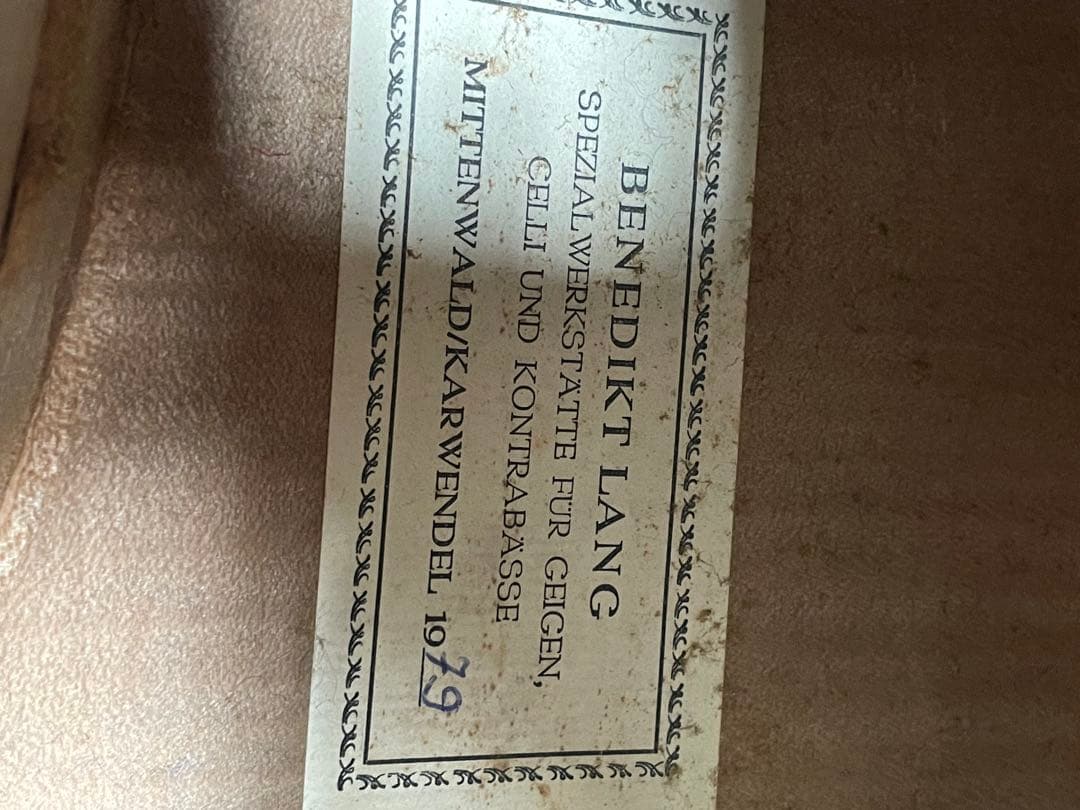 BENEDIKT LANG
SPEZIALWERKSTÄTTE FÜR GEIGEN,
CELLI UND KONTRABÄSSE
MITTENWALD/KARWENDEL 1979